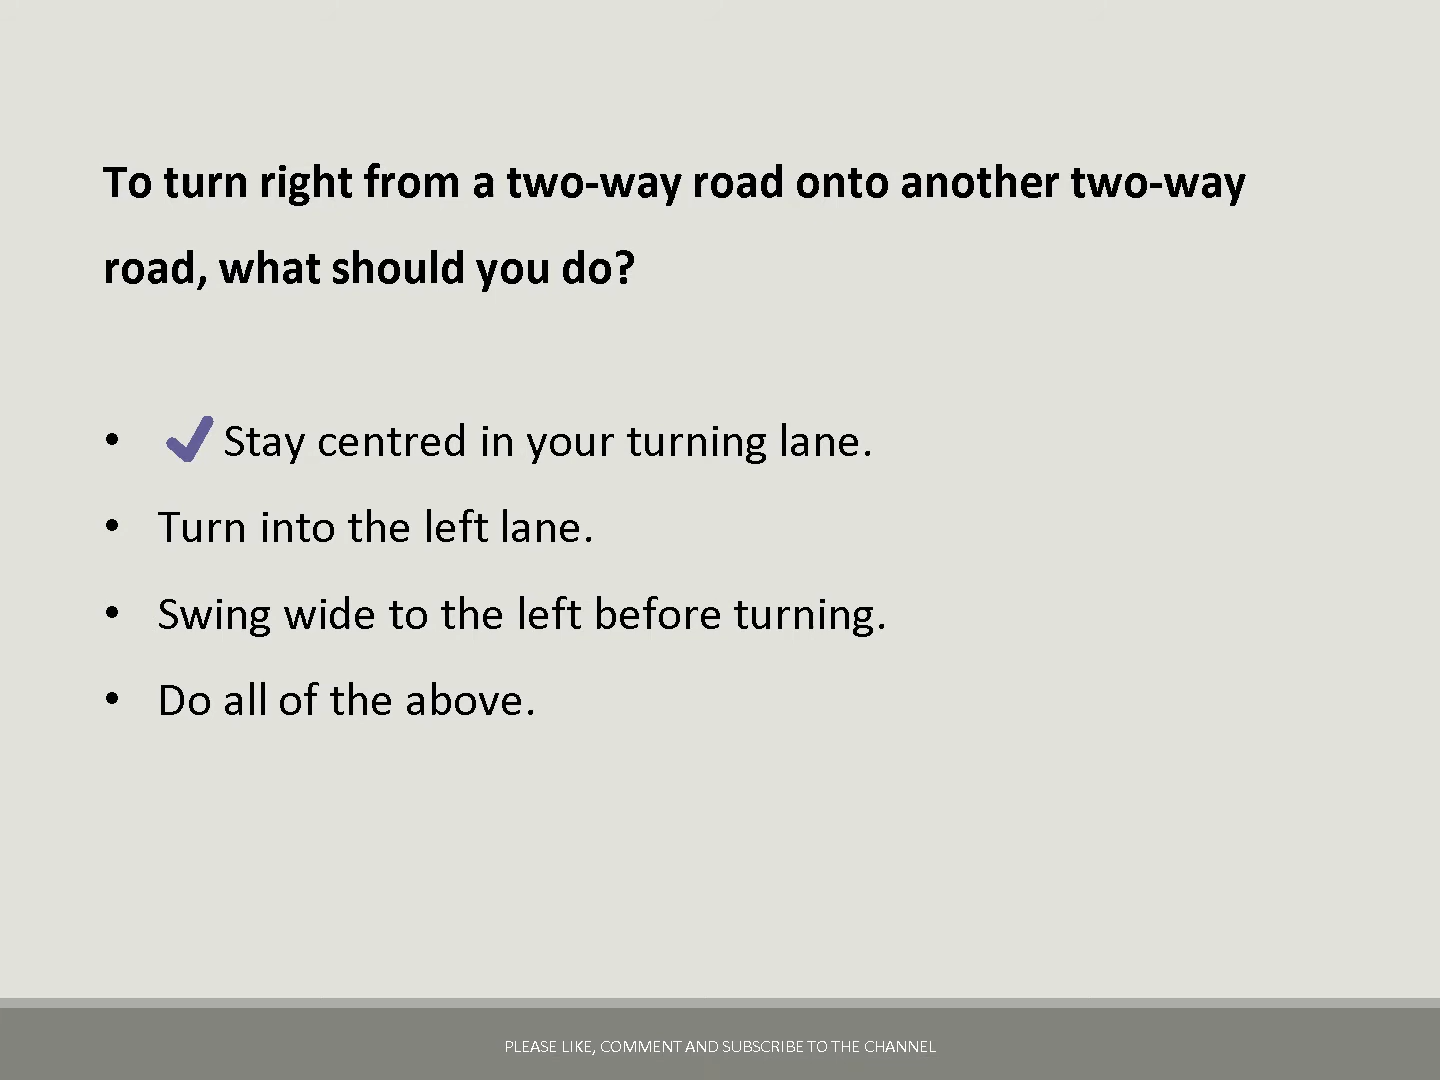 To turn right from a two-way road onto another two-way
road, what should you do?
• ✔Stay centred in your turning lane.
• Turn into the left lane.
• Swing wide to the left before turning.
• Do all of the above.
PLEASE LIKE, COMMENT AND SUBSCRIBE TO THE CHANNEL